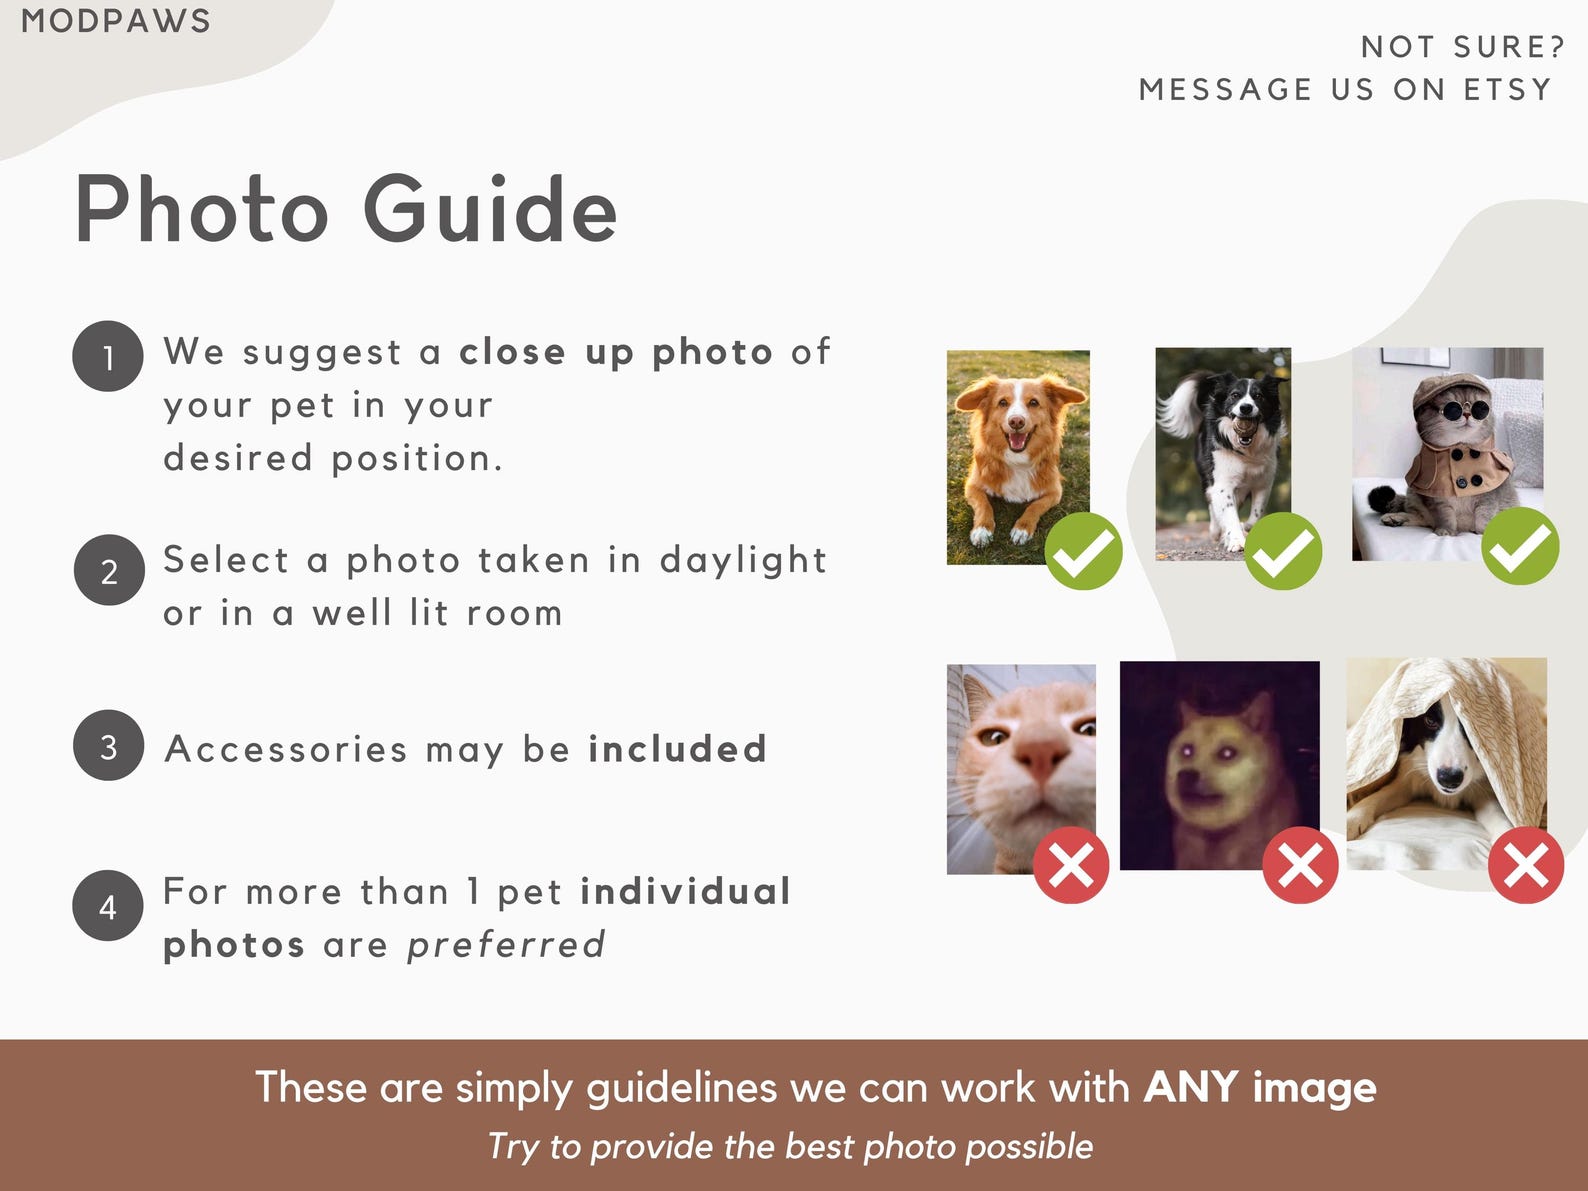 MODPAWS
NOT SURE?
MESSAGE US ON ETSY
Photo Guide
1
We suggest a close up photo of
your pet in your
desired position.
2
Select a photo taken in daylight
or in a well lit room
3
Accessories may be included
4
For more than 1 pet individual
photos are preferred
These are simply guidelines we can work with ANY image
Try to provide the best photo possible